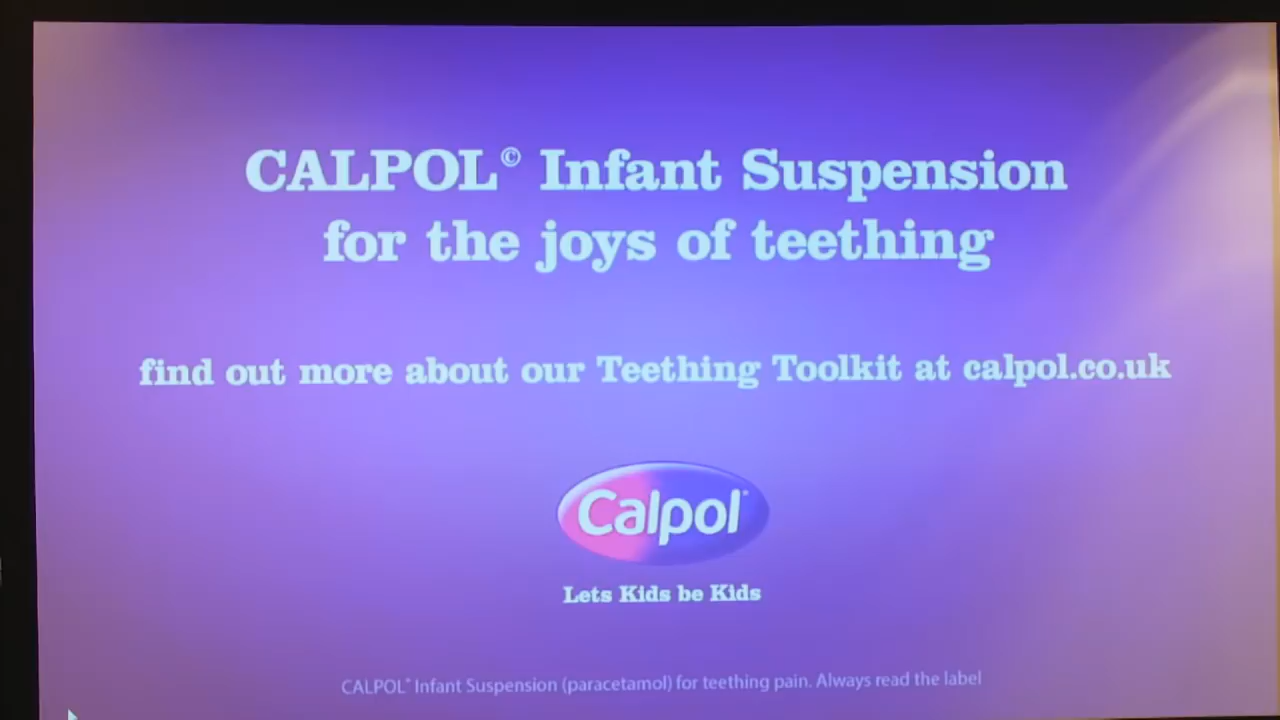 CALPOL© Infant Suspension
for the joys of teething
find out more about our Teething Toolkit at calpol.co.uk
Calpol®
Lets Kids be Kids
CALPOL® Infant Suspension (paracetamol) for teething pain. Always read the label